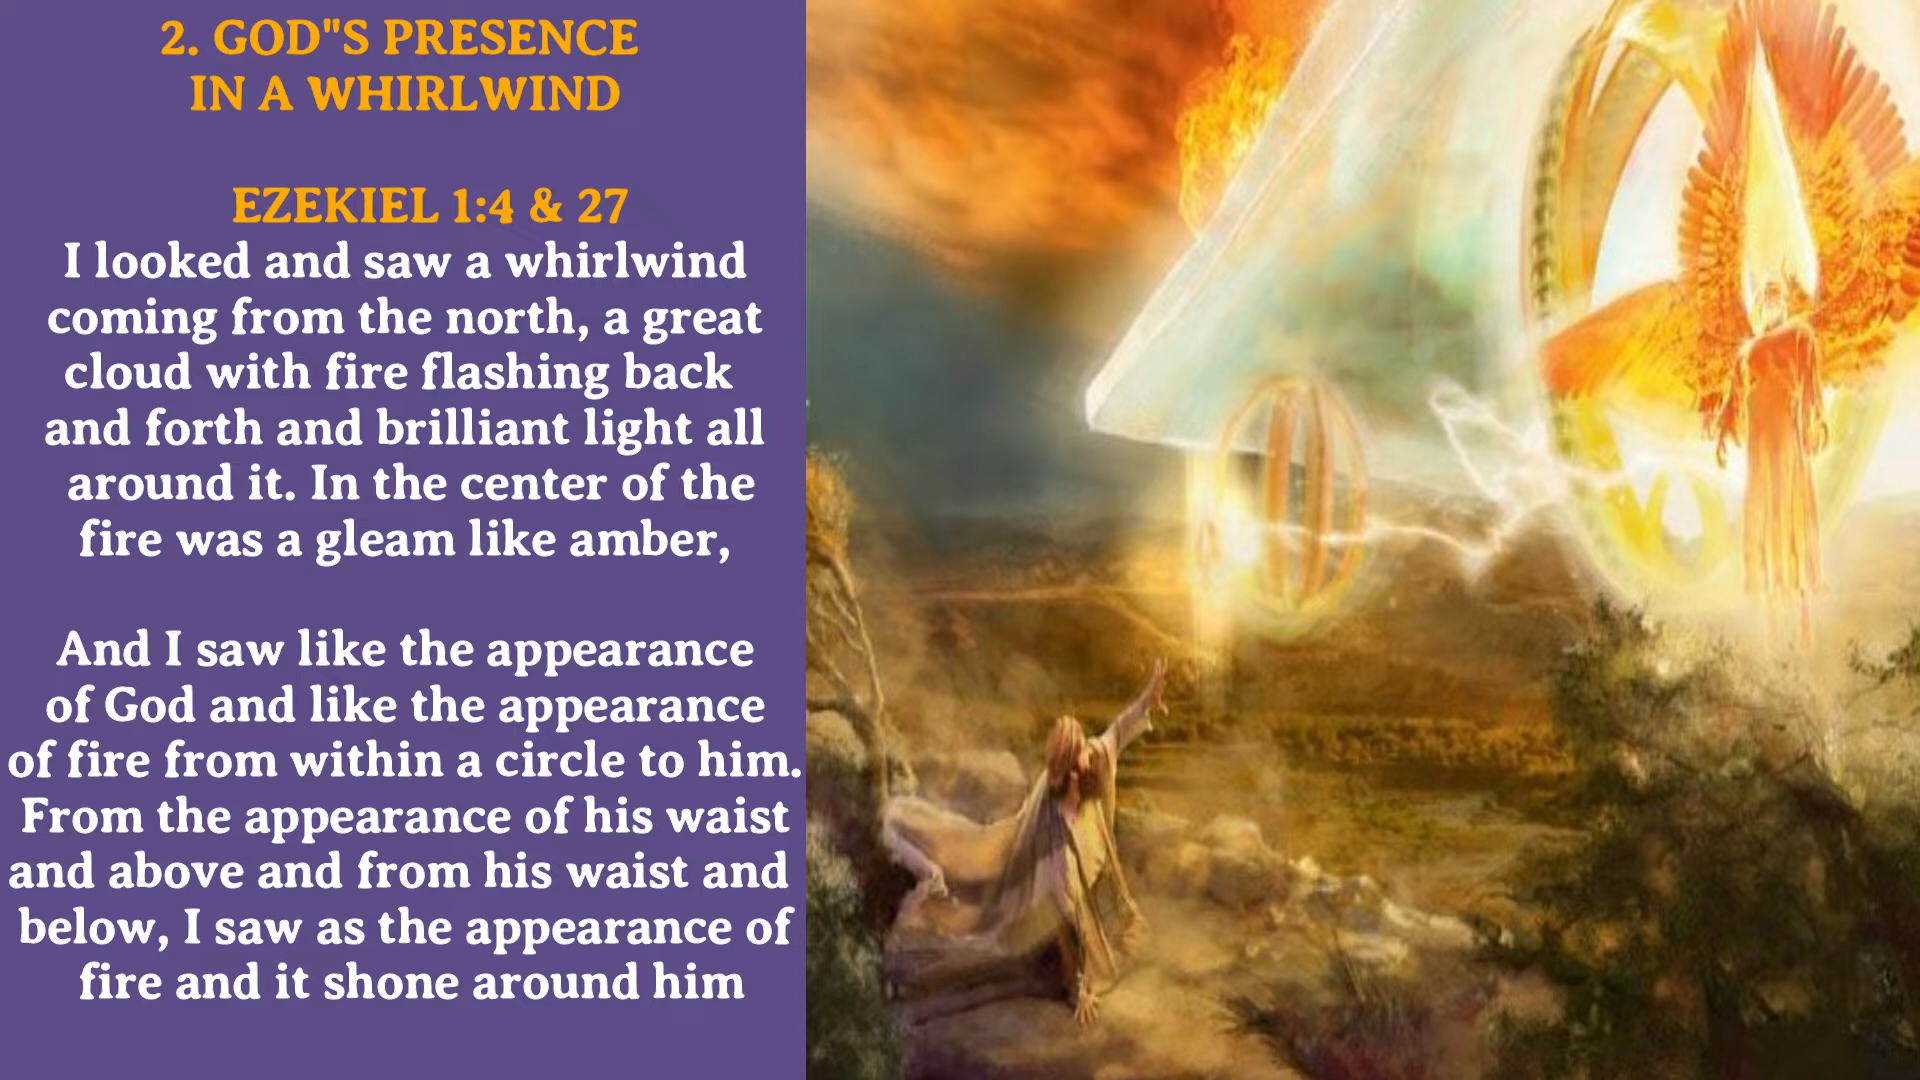 2. GOD"S PRESENCE
IN A WHIRLWIND
EZEKIEL 1:4 & 27
I looked and saw a whirlwind
coming from the north, a great
cloud with fire flashing back
and forth and brilliant light all
around it. In the center of the
fire was a gleam like amber,
And I saw like the appearance
of God and like the appearance
of fire from within a circle to him.
From the appearance of his waist
and above and from his waist and
below, I saw as the appearance of
fire and it shone around him